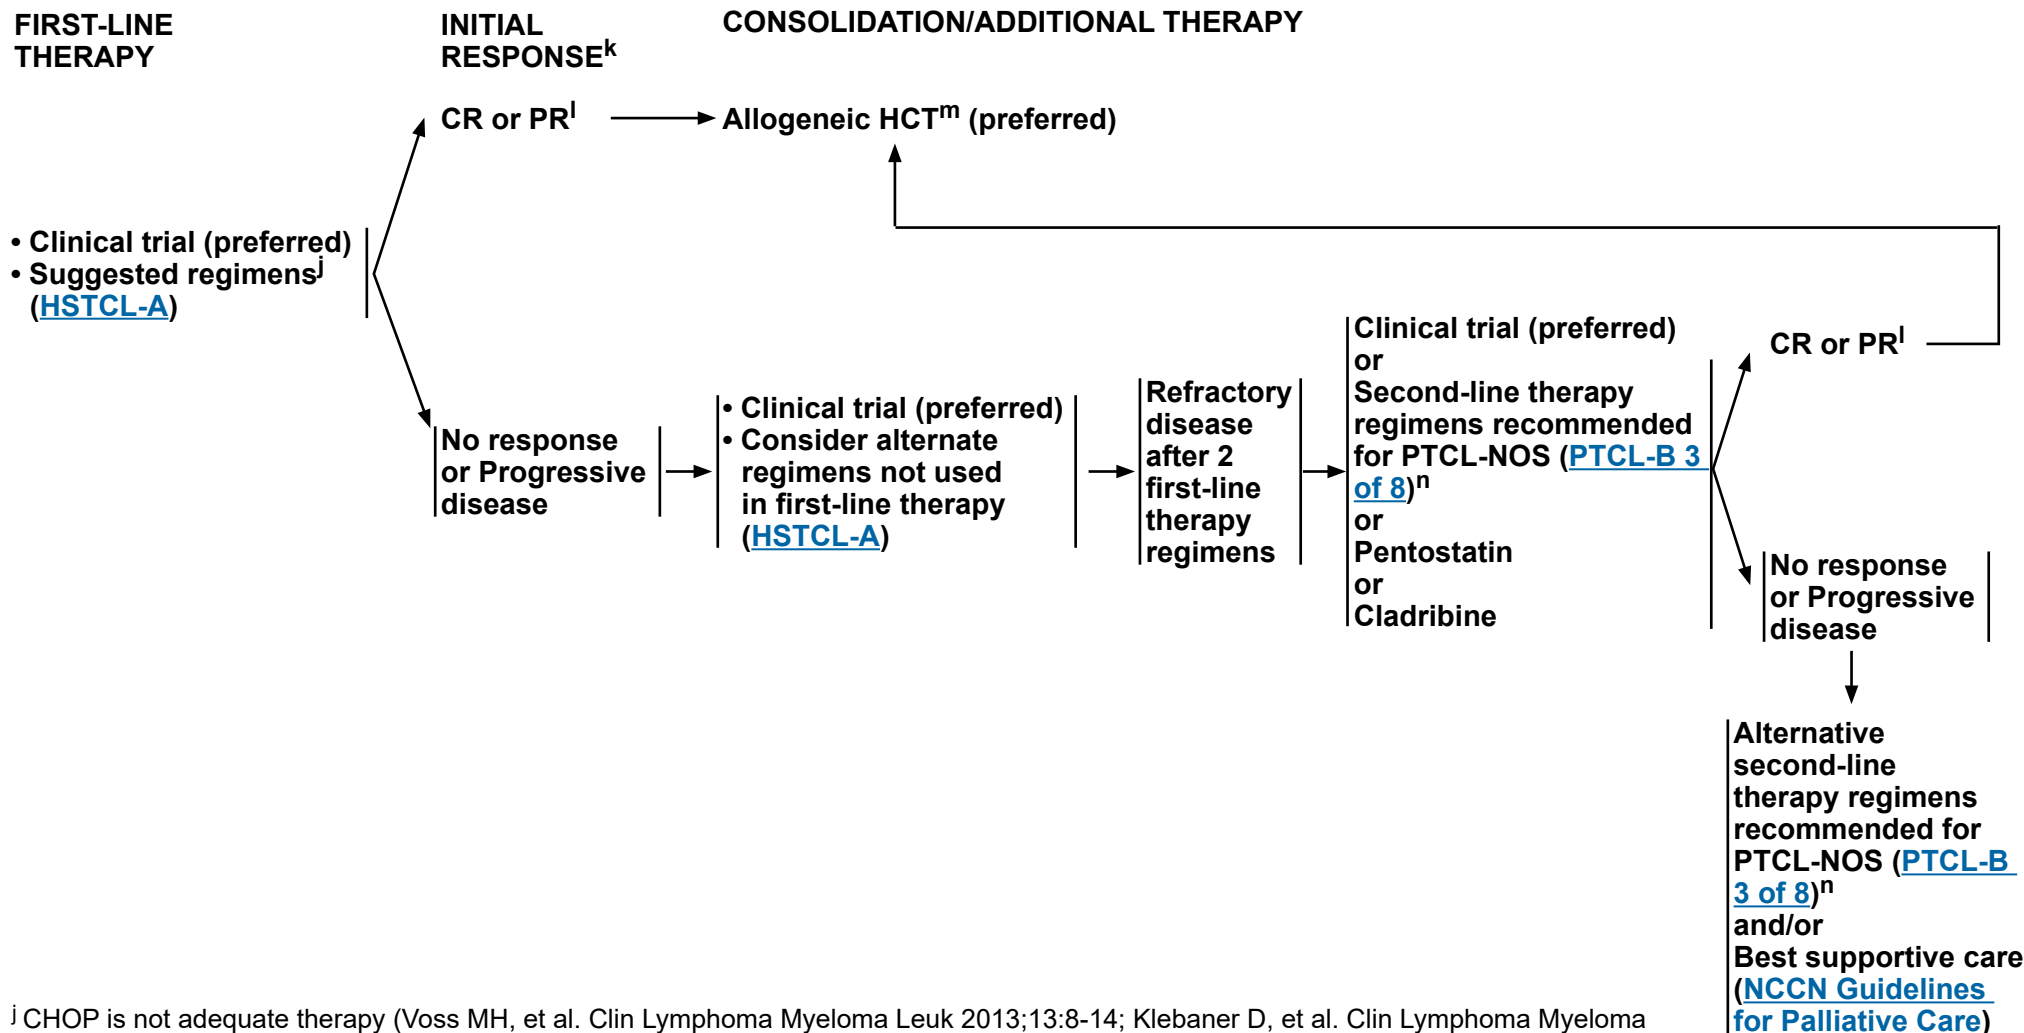 FIRST-LINE
THERAPY
INITIAL
RESPONSEᵏ
CONSOLIDATION/ADDITIONAL THERAPY
CR or PRˡ
Allogeneic HCTᵐ (preferred)
• Clinical trial (preferred)
• Suggested regimensʲ
(HSTCL-A)
No response
or Progressive
disease
• Clinical trial (preferred)
• Consider alternate
regimens not used
in first-line therapy
(HSTCL-A)
Refractory
disease
after 2
first-line
therapy
regimens
Clinical trial (preferred)
or
Second-line therapy
regimens recommended
for PTCL-NOS (PTCL-B 3
of 8)ⁿ
or
Pentostatin
or
Cladribine
CR or PRˡ
No response
or Progressive
disease
Alternative
second-line
therapy regimens
recommended for
PTCL-NOS (PTCL-B
3 of 8)ⁿ
and/or
Best supportive care
(NCCN Guidelines
for Palliative Care)
ʲ CHOP is not adequate therapy (Voss MH, et al. Clin Lymphoma Myeloma Leuk 2013;13:8-14; Klebaner D, et al. Clin Lymphoma Myeloma